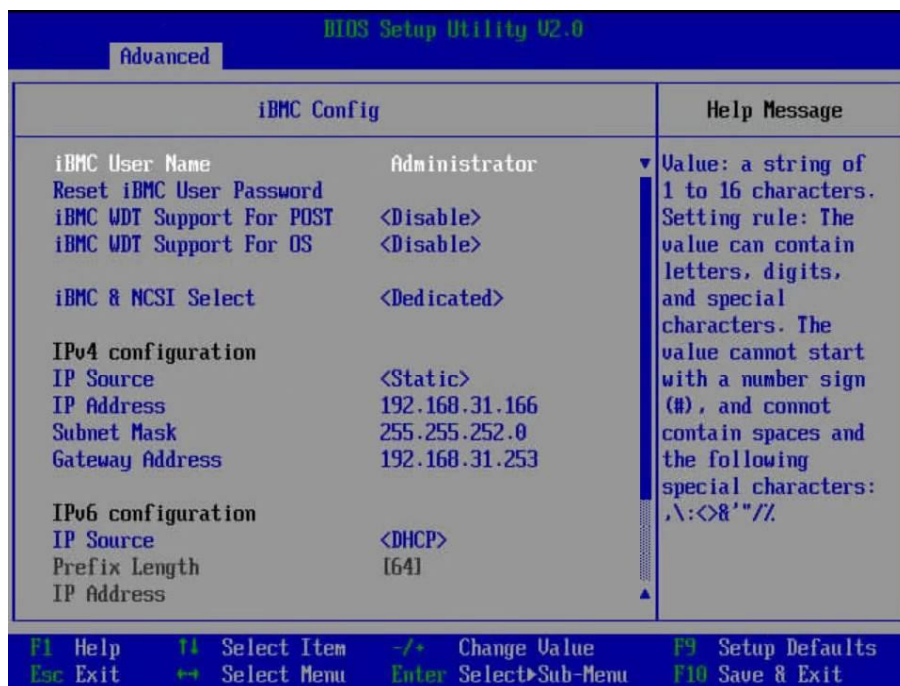 BIOS Setup Utility V2.0
Advanced
iBMC Config
Help Message
iBMC User Name Administrator
Reset iBMC User Password
iBMC WDT Support For POST <Disable>
iBMC WDT Support For OS <Disable>
iBMC & NCSI Select <Dedicated>
IPv4 configuration
IP Source <Static>
IP Address 192.168.31.166
Subnet Mask 255.255.252.0
Gateway Address 192.168.31.253
IPv6 configuration
IP Source <DHCP>
Prefix Length [64]
IP Address
Value: a string of
1 to 16 characters.
Setting rule: The
value can contain
letters, digits,
and special
characters. The
value cannot start
with a number sign
(#), and connot
contain spaces and
the following
special characters:
,\:<>&'"/%
F1 Help ↑↓ Select Item -/+ Change Value F9 Setup Defaults
Esc Exit ←→ Select Menu Enter Select▶Sub-Menu F10 Save & Exit